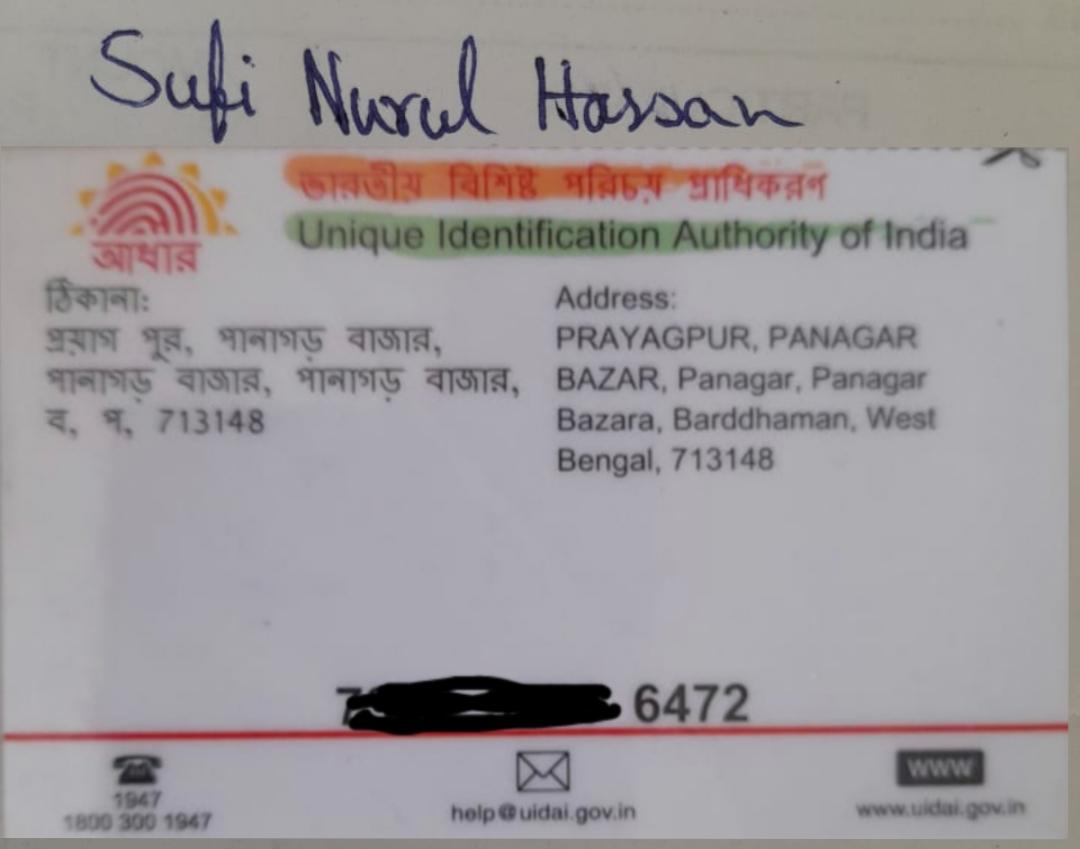 Sufi Nurul Hassan
ভারতীয় বিশিষ্ট পরিচয় প্রাধিকরণ
Unique Identification Authority of India
আধার
ঠিকানা:
প্রয়াগ পুর, পানাগড় বাজার,
পানাগড় বাজার, পানাগড় বাজার,
ব, প, 713148
Address:
PRAYAGPUR, PANAGAR
BAZAR, Panagar, Panagar
Bazara, Barddhaman, West
Bengal, 713148
7 6472
1947
1800 300 1947
help@uidai.gov.in
WWW
www.uidai.gov.in